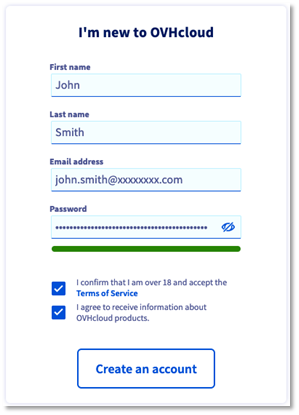 I'm new to OVHcloud
First name
John
Last name
Smith
Email address
john.smith@xxxxxxxx.com
Password
••••••••••••••••••••••••••••••••••••••••••
I confirm that I am over 18 and accept the
Terms of Service
I agree to receive information about
OVHcloud products.
Create an account